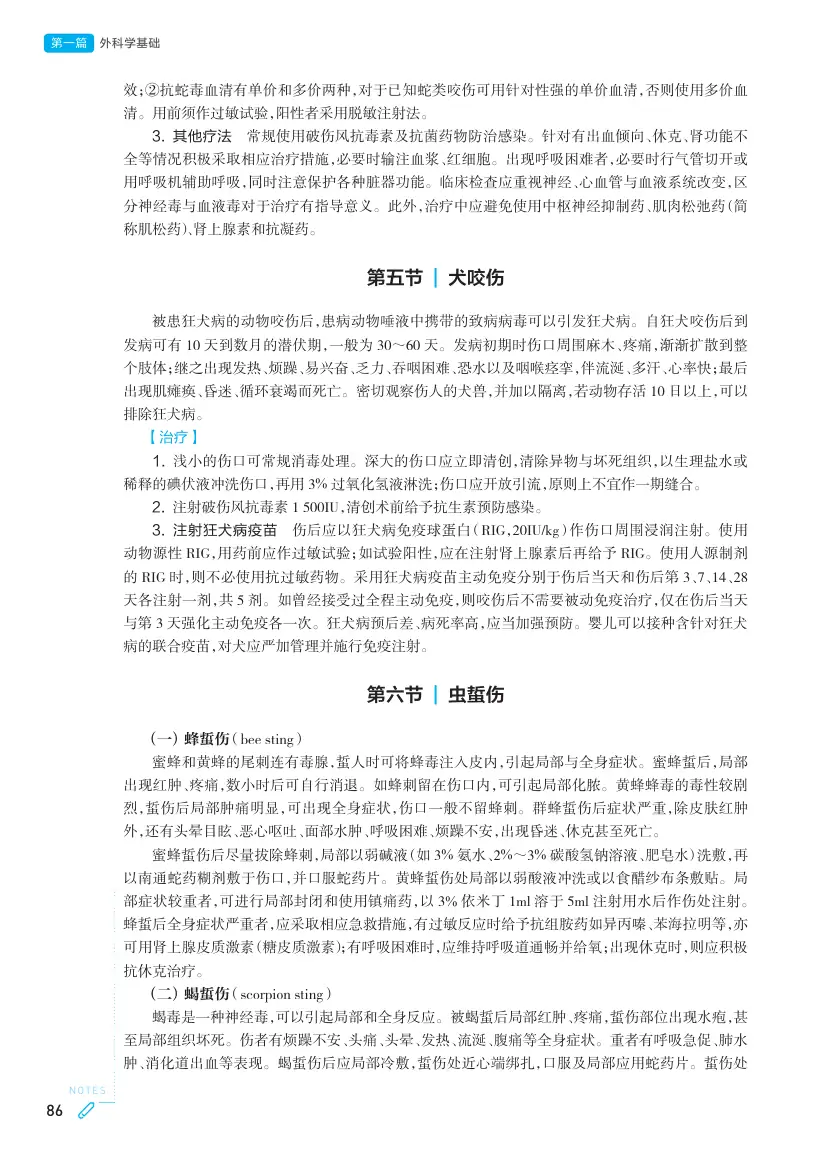 第一篇 外科学基础
效;②抗蛇毒血清有单价和多价两种,对于已知蛇类咬伤可用针对性强的单价血清,否则使用多价血
清。用前须作过敏试验,阳性者采用脱敏注射法。
3. 其他疗法 常规使用破伤风抗毒素及抗菌药物防治感染。针对有出血倾向、休克、肾功能不
全等情况积极采取相应治疗措施,必要时输注血浆、红细胞。出现呼吸困难者,必要时行气管切开或
用呼吸机辅助呼吸,同时注意保护各种脏器功能。临床检查应重视神经、心血管与血液系统改变,区
分神经毒与血液毒对于治疗有指导意义。此外,治疗中应避免使用中枢神经抑制药、肌肉松弛药(简
称肌松药)、肾上腺素和抗凝药。
第五节 | 犬咬伤
被患狂犬病的动物咬伤后,患病动物唾液中携带的致病病毒可以引发狂犬病。自狂犬咬伤后到
发病可有 10 天到数月的潜伏期,一般为 30~60 天。发病初期时伤口周围麻木、疼痛,渐渐扩散到整
个肢体;继之出现发热、烦躁、易兴奋、乏力、吞咽困难、恐水以及咽喉痉挛,伴流涎、多汗、心率快;最后
出现肌瘫痪、昏迷、循环衰竭而死亡。密切观察伤人的犬兽,并加以隔离,若动物存活 10 日以上,可以
排除狂犬病。
【治疗】
1. 浅小的伤口可常规消毒处理。深大的伤口应立即清创,清除异物与坏死组织,以生理盐水或
稀释的碘伏液冲洗伤口,再用 3% 过氧化氢液淋洗;伤口应开放引流,原则上不宜作一期缝合。
2. 注射破伤风抗毒素 1 500IU,清创术前给予抗生素预防感染。
3. 注射狂犬病疫苗 伤后应以狂犬病免疫球蛋白(RIG,20IU/kg)作伤口周围浸润注射。使用
动物源性 RIG,用药前应作过敏试验;如试验阳性,应在注射肾上腺素后再给予 RIG。使用人源制剂
的 RIG 时,则不必使用抗过敏药物。采用狂犬病疫苗主动免疫分别于伤后当天和伤后第 3、7、14、28
天各注射一剂,共 5 剂。如曾经接受过全程主动免疫,则咬伤后不需要被动免疫治疗,仅在伤后当天
与第 3 天强化主动免疫各一次。狂犬病预后差、病死率高,应当加强预防。婴儿可以接种含针对狂犬
病的联合疫苗,对犬应严加管理并施行免疫注射。
第六节 | 虫蜇伤
(一)蜂蜇伤(bee sting)
蜜蜂和黄蜂的尾刺连有毒腺,蜇人时可将蜂毒注入皮内,引起局部与全身症状。蜜蜂蜇后,局部
出现红肿、疼痛,数小时后可自行消退。如蜂刺留在伤口内,可引起局部化脓。黄蜂蜂毒的毒性较剧
烈,蜇伤后局部肿痛明显,可出现全身症状,伤口一般不留蜂刺。群蜂蜇伤后症状严重,除皮肤红肿
外,还有头晕目眩、恶心呕吐、面部水肿、呼吸困难、烦躁不安,出现昏迷、休克甚至死亡。
蜜蜂蜇伤后尽量拔除蜂刺,局部以弱碱液(如 3% 氨水、2%~3% 碳酸氢钠溶液、肥皂水)洗敷,再
以南通蛇药糊剂敷于伤口,并口服蛇药片。黄蜂蜇伤处局部以弱酸液冲洗或以食醋纱布条敷贴。局
部症状较重者,可进行局部封闭和使用镇痛药,以 3% 依米丁 1ml 溶于 5ml 注射用水后作伤处注射。
蜂蜇后全身症状严重者,应采取相应急救措施,有过敏反应时给予抗组胺药如异丙嗪、苯海拉明等,亦
可用肾上腺皮质激素(糖皮质激素);有呼吸困难时,应维持呼吸道通畅并给氧;出现休克时,则应积极
抗休克治疗。
(二)蝎蜇伤(scorpion sting)
蝎毒是一种神经毒,可以引起局部和全身反应。被蝎蜇后局部红肿、疼痛,蜇伤部位出现水疱,甚
至局部组织坏死。伤者有烦躁不安、头痛、头晕、发热、流涎、腹痛等全身症状。重者有呼吸急促、肺水
肿、消化道出血等表现。蝎蜇伤后应局部冷敷,蜇伤处近心端绑扎,口服及局部应用蛇药片。蜇伤处
NOTES
86